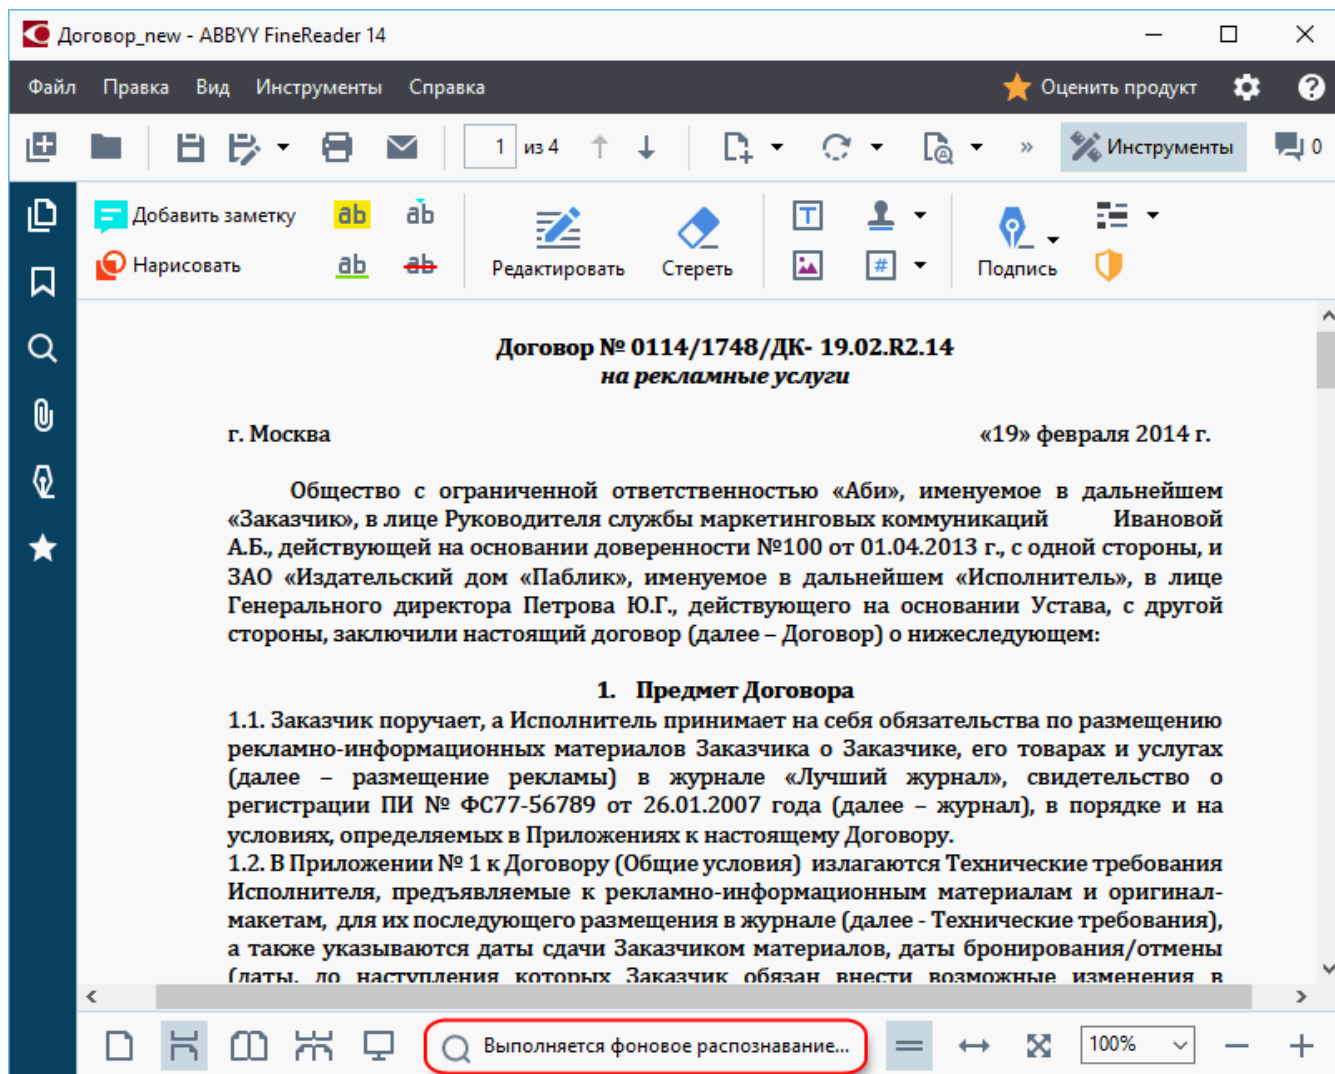 Договор_new - ABBYY FineReader 14
Файл Правка Вид Инструменты Справка Оценить продукт
1 из 4 Инструменты 0
Добавить заметку ab ab
Нарисовать ab ab
Редактировать Стереть Подпись
Договор № 0114/1748/ДК- 19.02.R2.14
на рекламные услуги
г. Москва «19» февраля 2014 г.
Общество с ограниченной ответственностью «Аби», именуемое в дальнейшем
«Заказчик», в лице Руководителя службы маркетинговых коммуникаций Ивановой
А.Б., действующей на основании доверенности №100 от 01.04.2013 г., с одной стороны, и
ЗАО «Издательский дом «Паблик», именуемое в дальнейшем «Исполнитель», в лице
Генерального директора Петрова Ю.Г., действующего на основании Устава, с другой
стороны, заключили настоящий договор (далее – Договор) о нижеследующем:
1. Предмет Договора
1.1. Заказчик поручает, а Исполнитель принимает на себя обязательства по размещению
рекламно-информационных материалов Заказчика о Заказчике, его товарах и услугах
(далее – размещение рекламы) в журнале «Лучший журнал», свидетельство о
регистрации ПИ № ФС77-56789 от 26.01.2007 года (далее – журнал), в порядке и на
условиях, определяемых в Приложениях к настоящему Договору.
1.2. В Приложении № 1 к Договору (Общие условия) излагаются Технические требования
Исполнителя, предъявляемые к рекламно-информационным материалам и оригинал-
макетам, для их последующего размещения в журнале (далее - Технические требования),
а также указываются даты сдачи Заказчиком материалов, даты бронирования/отмены
(даты, до наступления которых Заказчик обязан внести возможные изменения в
Выполняется фоновое распознавание... 100%